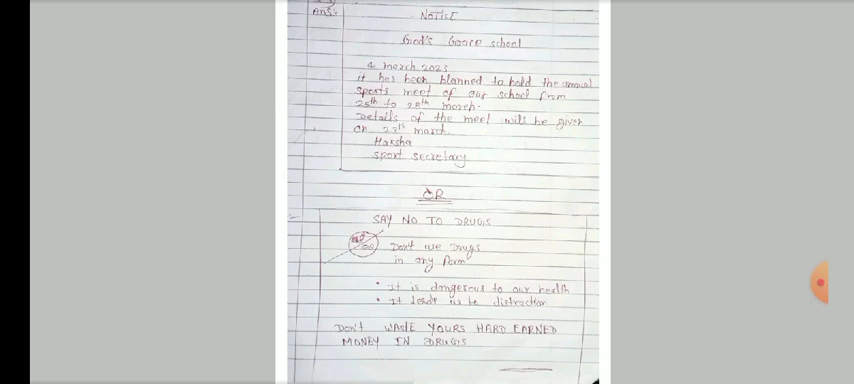 Ans:
NOTICE
God's Grace school
4 march 2023
it has been planned to hold the annual
sports meet of our school from
25th to 28th march.
Details of the meet will be given
on 23th march.
Harsha
sport secretary
OR
SAY NO TO DRUGS
Don't use Drugs
in any Form
• It is dangerous to our health
• It leads us to distraction
DON'T WASTE YOURS HARD EARNED
MONEY IN DRUGS